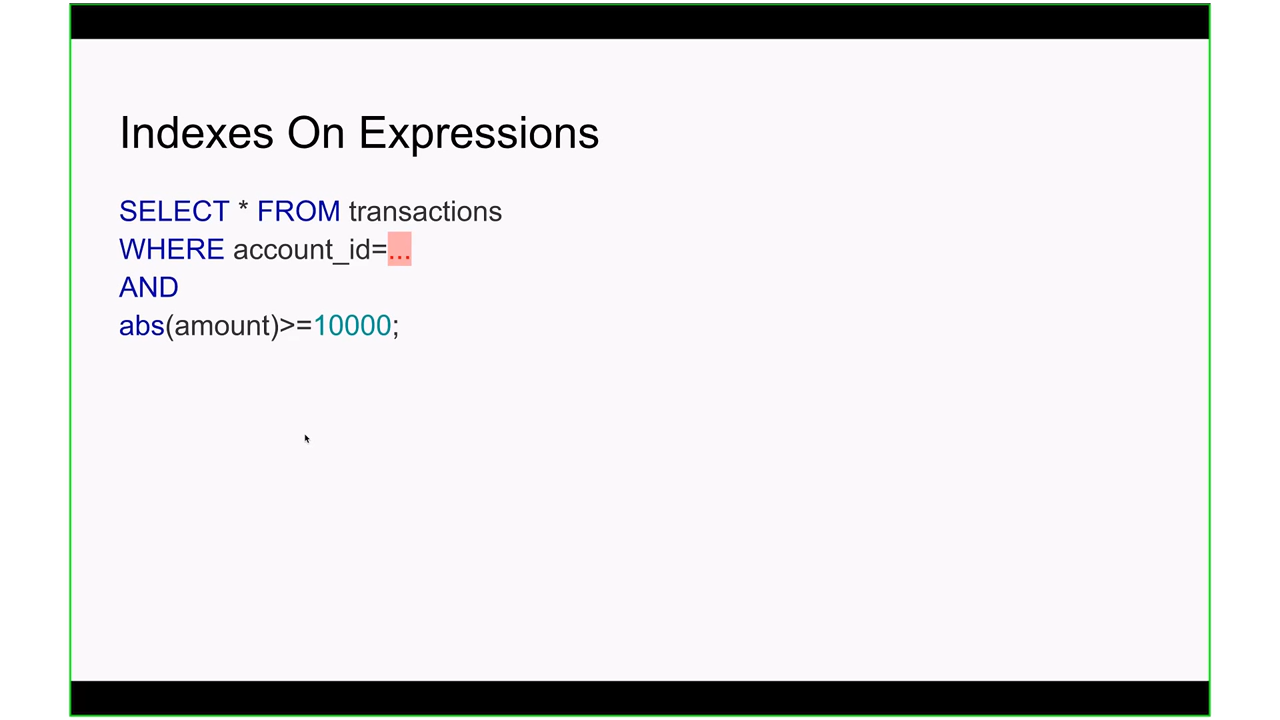 Indexes On Expressions
SELECT * FROM transactions
WHERE account_id=...
AND
abs(amount)>=10000;